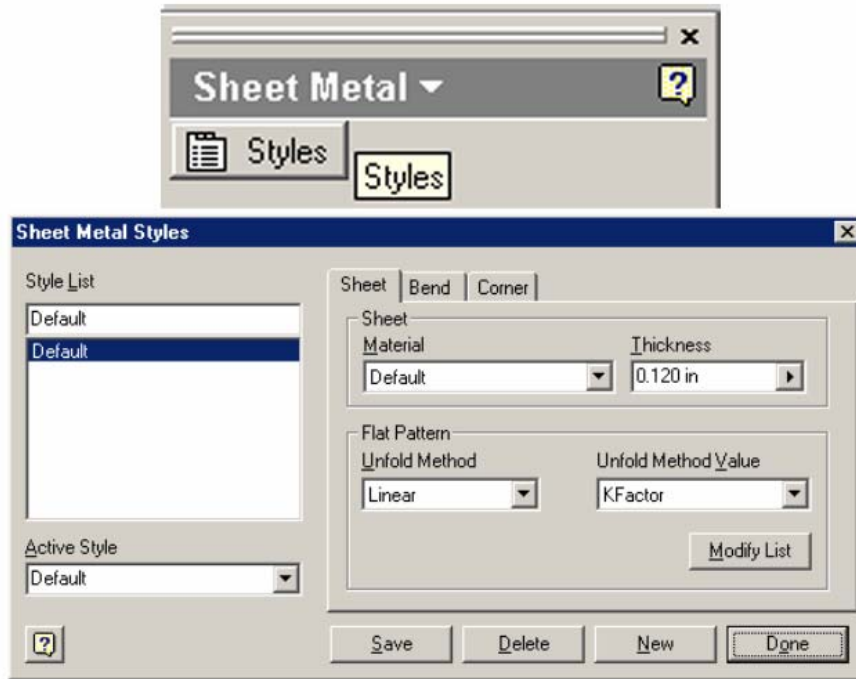 Sheet Metal
Styles
Styles
Sheet Metal Styles
Style List
Default
Default
Active Style
Default
Sheet Bend Corner
Sheet
Material Thickness
Default 0.120 in
Flat Pattern
Unfold Method Unfold Method Value
Linear KFactor
Modify List
Save Delete New Done